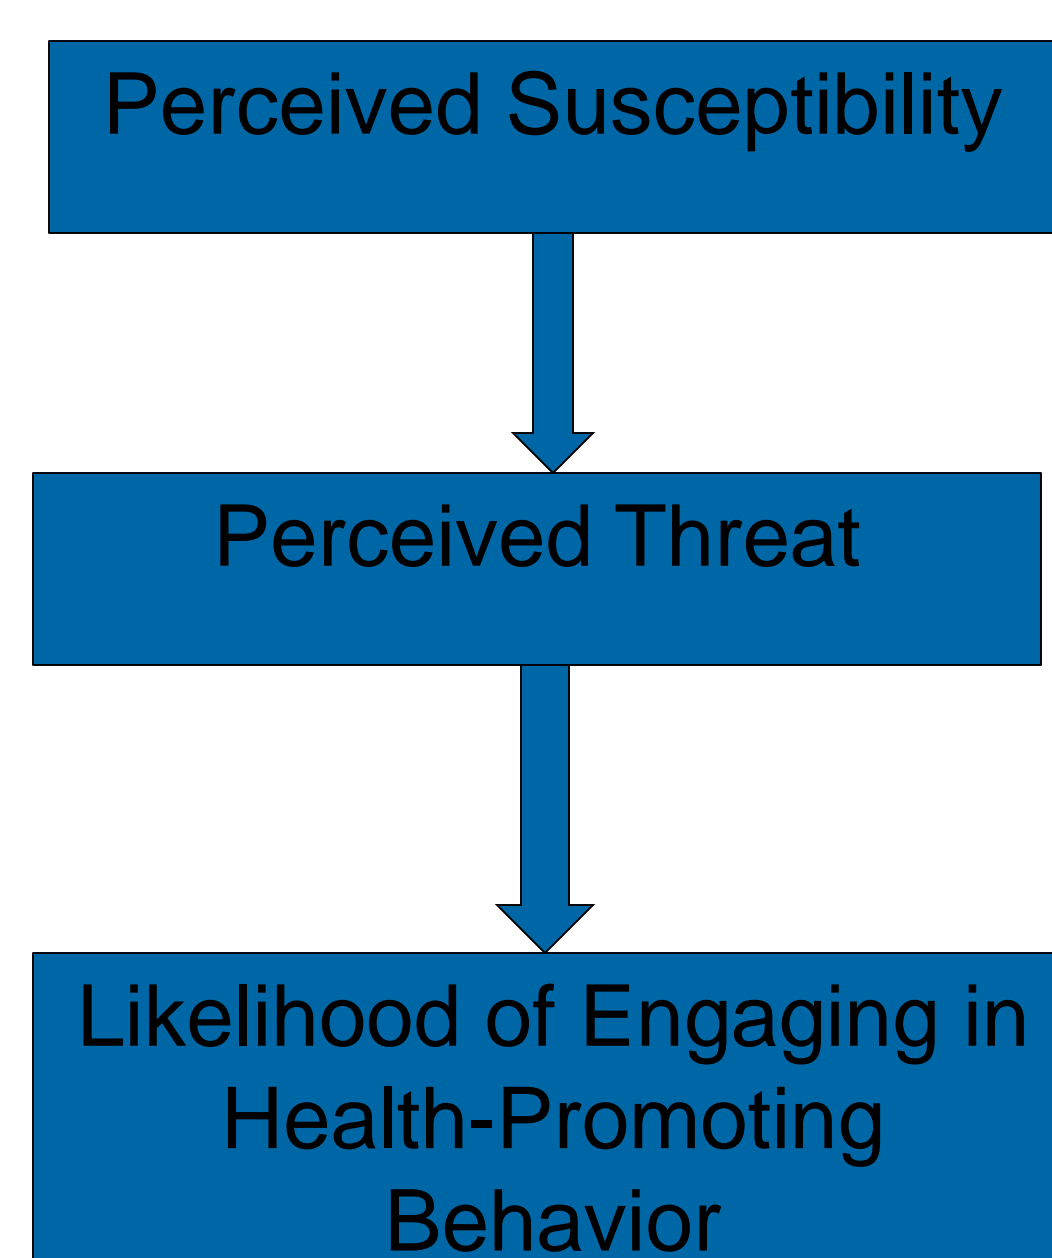 Perceived Susceptibility
Perceived Threat
Likelihood of Engaging in
Health-Promoting
Behavior